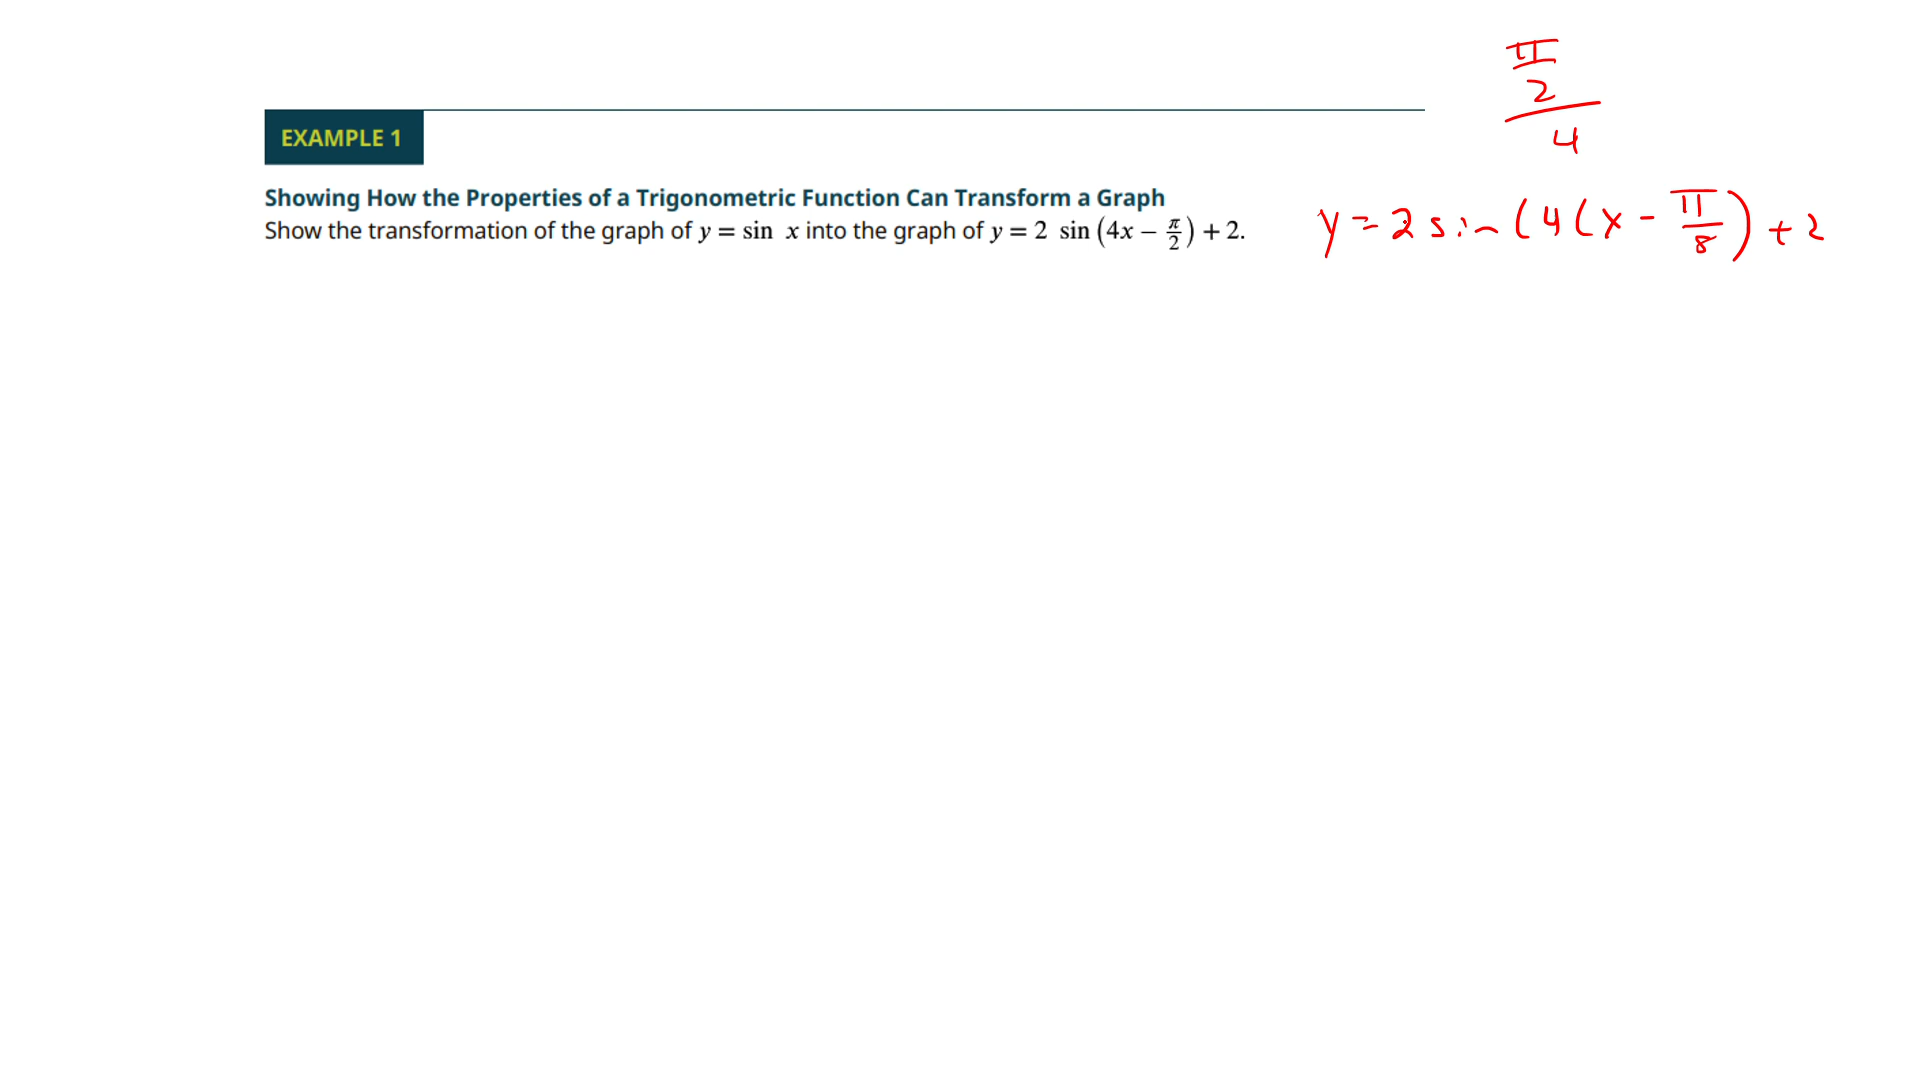 π
2
4
EXAMPLE 1
Showing How the Properties of a Trigonometric Function Can Transform a Graph
Show the transformation of the graph of y = sin x into the graph of y = 2 sin (4x − π/2) + 2.
y = 2 sin (4(x - π/8) + 2